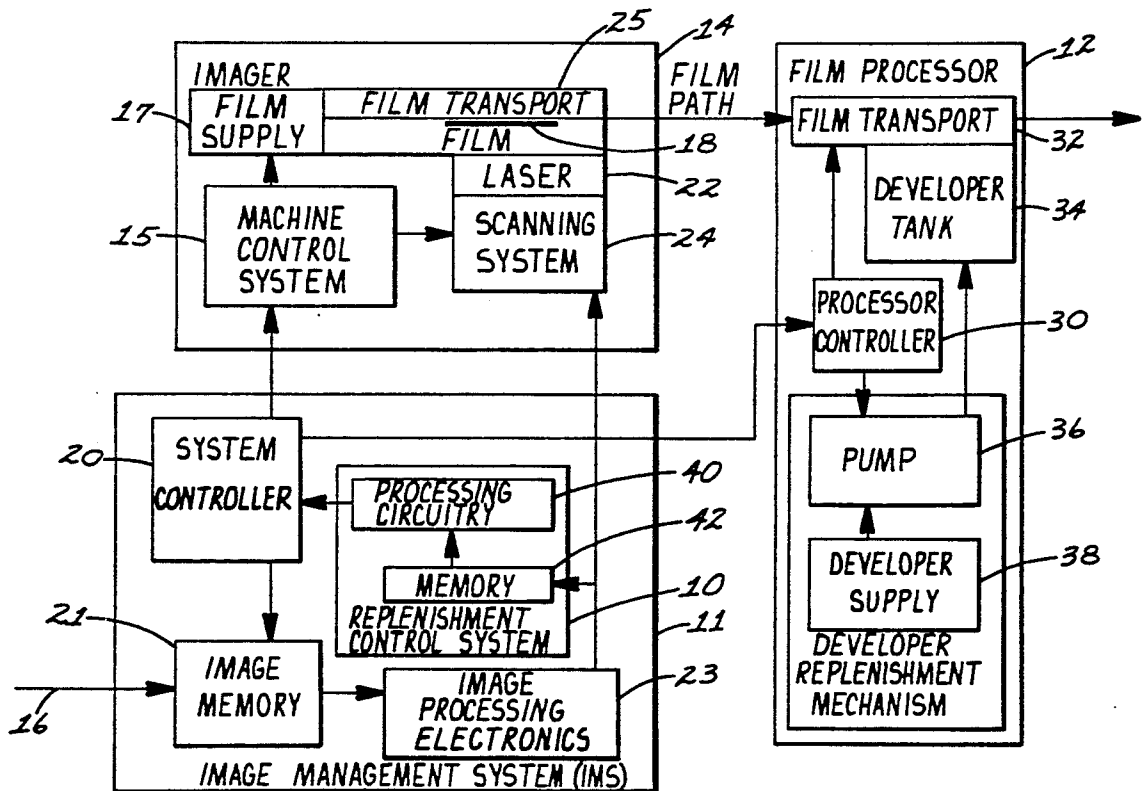 25
14
12
IMAGER
FILM
PATH
FILM PROCESSOR
17
FILM
SUPPLY
FILM TRANSPORT
FILM
18
FILM TRANSPORT
32
LASER
22
15
MACHINE
CONTROL
SYSTEM
SCANNING
SYSTEM
24
DEVELOPER
TANK
34
PROCESSOR
CONTROLLER
30
20
SYSTEM
CONTROLLER
PROCESSING
CIRCUITRY
40
42
MEMORY
REPLENISHMENT
CONTROL SYSTEM
10
11
PUMP
36
DEVELOPER
SUPPLY
38
DEVELOPER
REPLENISHMENT
MECHANISM
21
IMAGE
MEMORY
16
IMAGE
PROCESSING
ELECTRONICS
23
IMAGE MANAGEMENT SYSTEM (IMS)